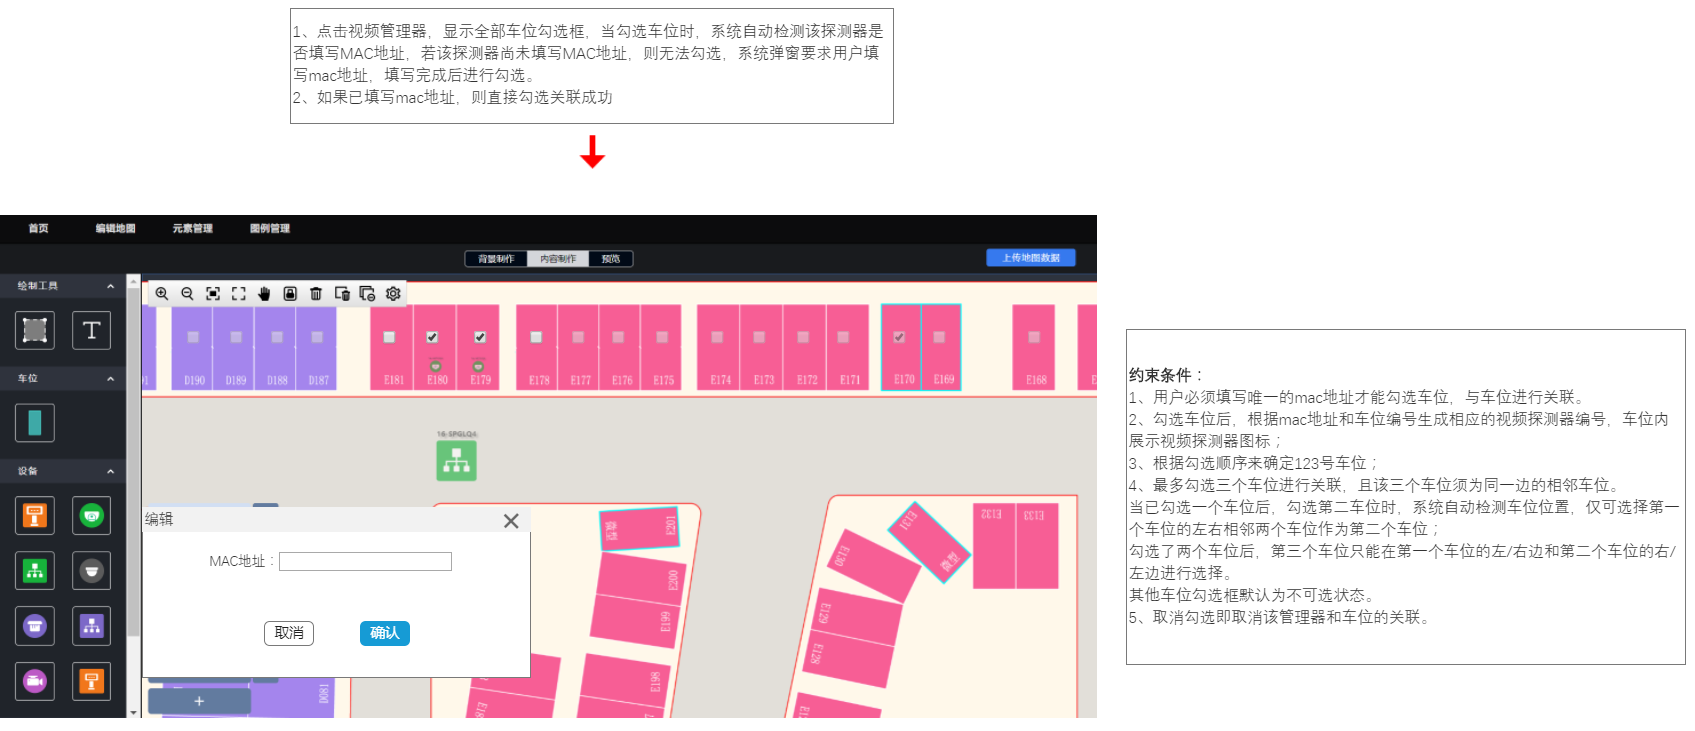 1、点击视频管理器，显示全部车位勾选框，当勾选车位时，系统自动检测该探测器是
否填写MAC地址，若该探测器尚未填写MAC地址，则无法勾选，系统弹窗要求用户填
写mac地址，填写完成后进行勾选。
2、如果已填写mac地址，则直接勾选关联成功
首页 编辑地图 元素管理 图例管理
背景制作 内容制作 预览 上传地图数据
绘制工具
T
车位
设备
D190 D189 D188 D187 E181 E180 E179 E178 E177 E176 E175 E174 E173 E172 E171 E170 E169 E168
编辑
MAC地址：
取消 确认
+
D081
微型 E201
E200
E199
E198
E131 微型
E130
E129
E128
E132 E133
约束条件：
1、用户必须填写唯一的mac地址才能勾选车位，与车位进行关联。
2、勾选车位后，根据mac地址和车位编号生成相应的视频探测器编号，车位内
展示视频探测器图标；
3、根据勾选顺序来确定123号车位；
4、最多勾选三个车位进行关联，且该三个车位须为同一边的相邻车位。
当已勾选一个车位后，勾选第二车位时，系统自动检测车位位置，仅可选择第一
个车位的左右相邻两个车位作为第二个车位；
勾选了两个车位后，第三个车位只能在第一个车位的左/右边和第二个车位的右/
左边进行选择。
其他车位勾选框默认为不可选状态。
5、取消勾选即取消该管理器和车位的关联。